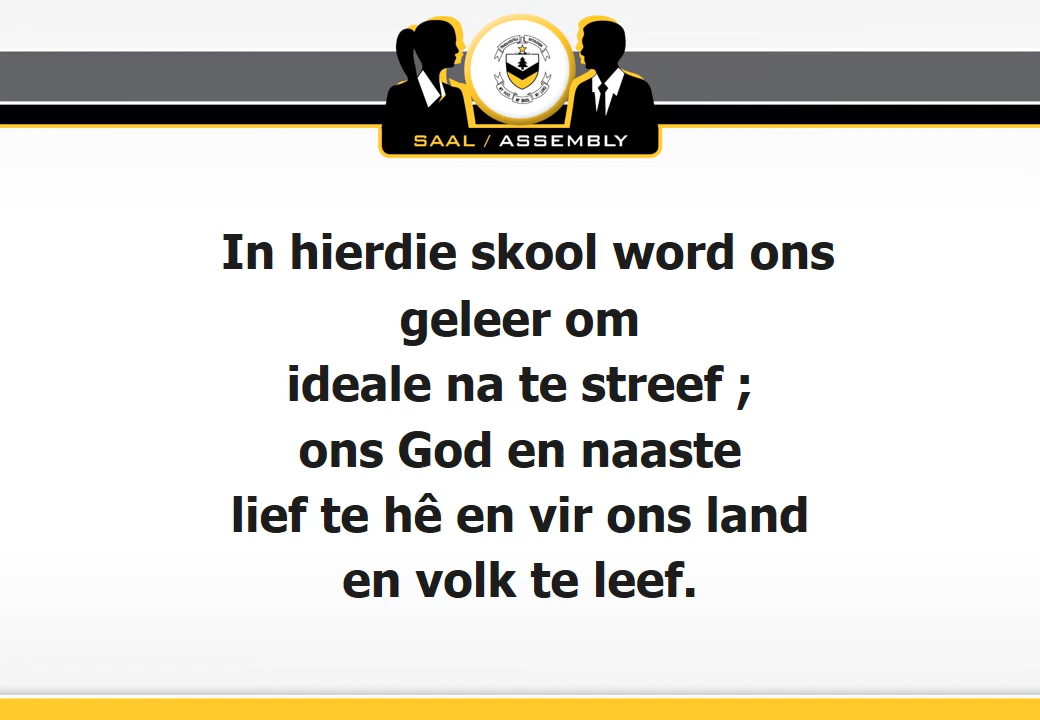 SAAL / ASSEMBLY
In hierdie skool word ons
geleer om
ideale na te streef ;
ons God en naaste
lief te hê en vir ons land
en volk te leef.